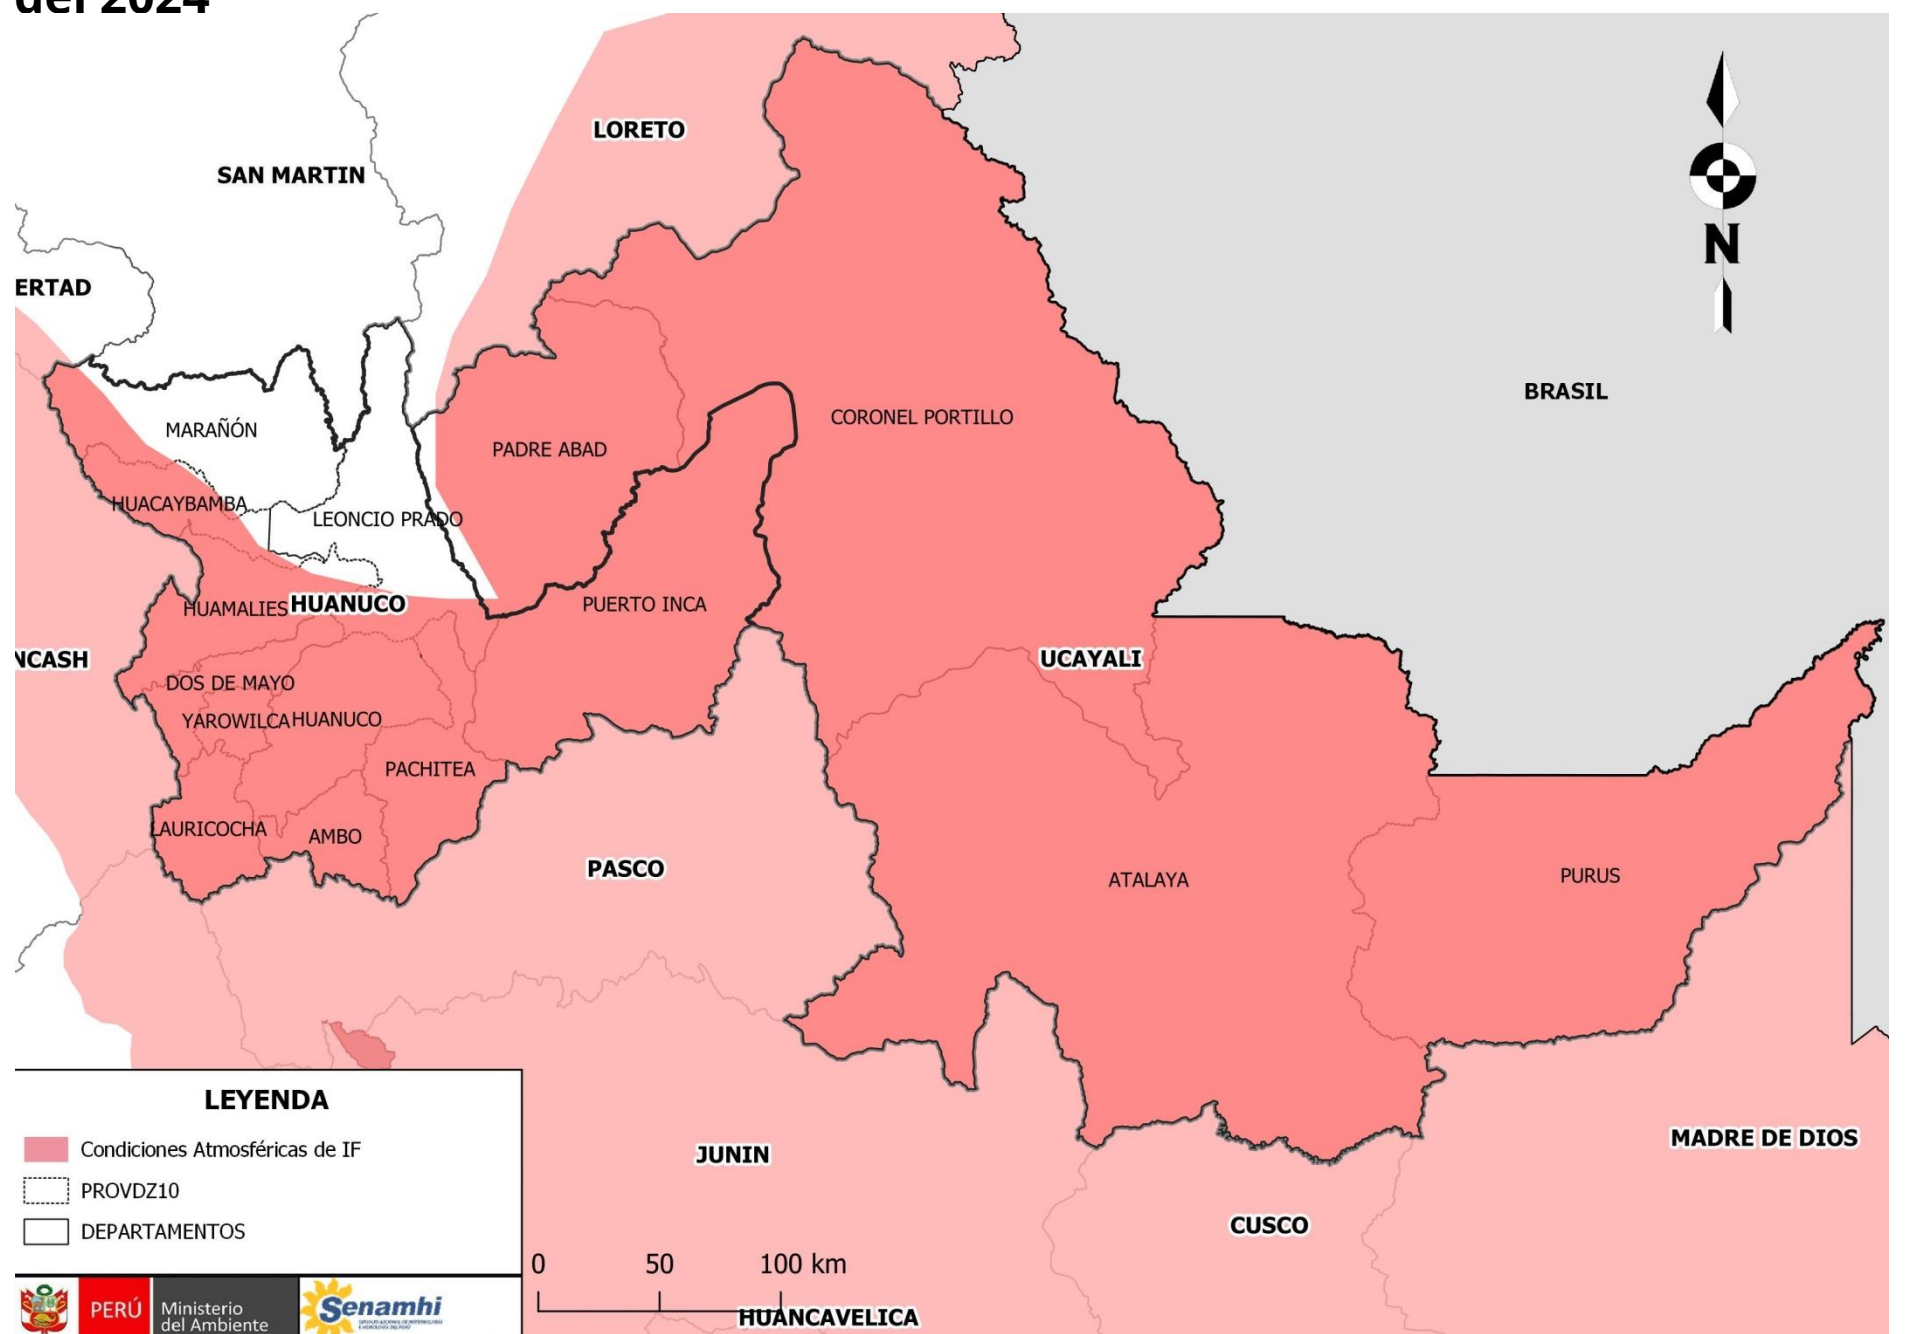 del 2024
LORETO
SAN MARTIN
N
ERTAD
BRASIL
MARAÑÓN
CORONEL PORTILLO
PADRE ABAD
HUACAYBAMBA
LEONCIO PRADO
HUAMALIES
HUANUCO
PUERTO INCA
NCASH
UCAYALI
DOS DE MAYO
YAROWILCA
HUANUCO
PACHITEA
LAURICOCHA
AMBO
PASCO
ATALAYA
PURUS
LEYENDA
Condiciones Atmosféricas de IF
PROVDZ10
DEPARTAMENTOS
JUNIN
MADRE DE DIOS
CUSCO
0 50 100 km
HUANCAVELICA
PERÚ
Ministerio
del Ambiente
Senamhi